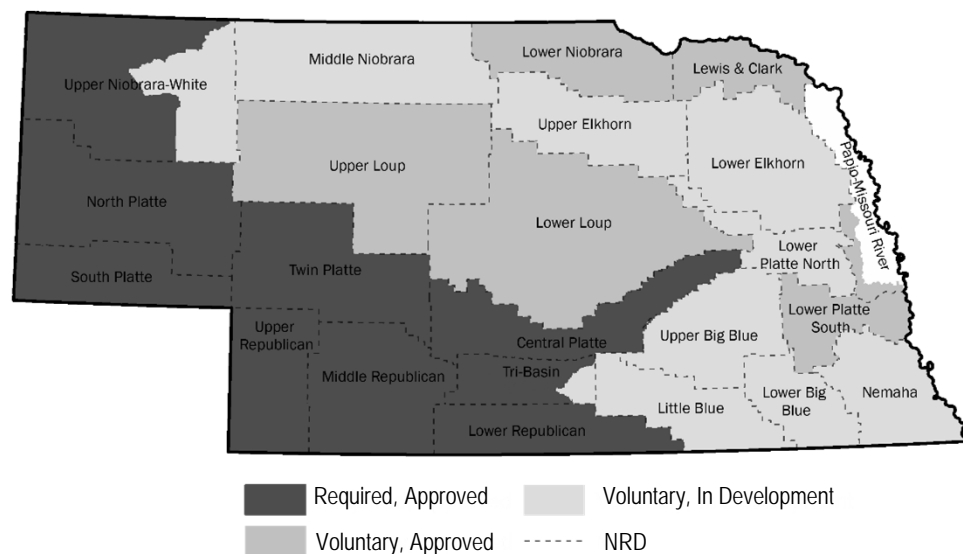 Middle Niobrara
Lower Niobrara
Lewis & Clark
Upper Niobrara-White
Upper Elkhorn
Upper Loup
Lower Elkhorn
Papio-Missouri River
North Platte
Lower Loup
Lower
Platte North
South Platte
Twin Platte
Lower Platte
South
Upper
Republican
Central Platte
Upper Big Blue
Middle Republican
Tri-Basin
Lower Big
Blue
Nemaha
Little Blue
Lower Republican
Required, Approved
Voluntary, In Development
Voluntary, Approved
NRD